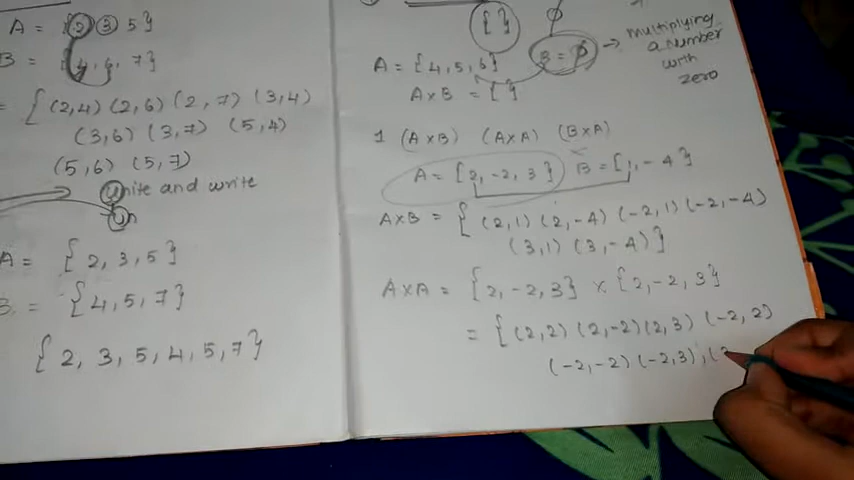 A = {2 3 5}
B = {4, 6, 7}
= {(2,4) (2,6) (2,7) (3,4)
(3,6) (3,7) (5,4)
(5,6) (5,7)
Unite and write
Un
A = {2,3,5}
B = {4,5,7}
{2, 3, 5, 4, 5, 7}
{ }
φ
B = φ → multiplying
a number
with
zero
A = {4,5,6}
A×B = { }
1 (A×B) (A×A) (B×A)
A = {2,-2, 3} B = {1,-4}
A×B = { (2,1) (2,-4) (-2,1) (-2,-4)
(3,1) (3,-4)}
A×A = {2,-2,3} × {2,-2,3}
= {(2,2) (2,-2) (2,3) (-2,2)
(-2,-2) (-2,3), (